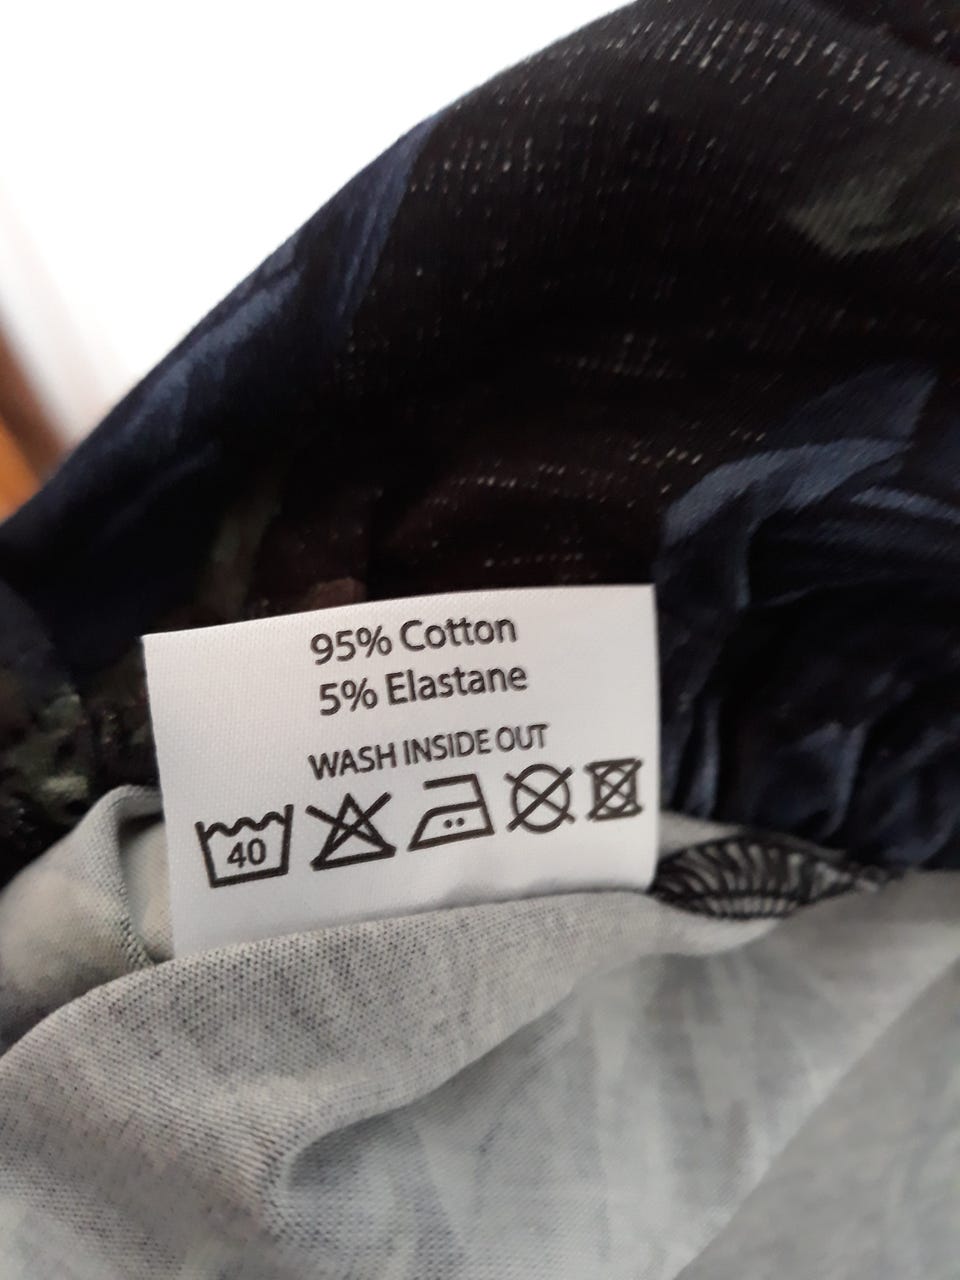 95% Cotton
5% Elastane
WASH INSIDE OUT
40